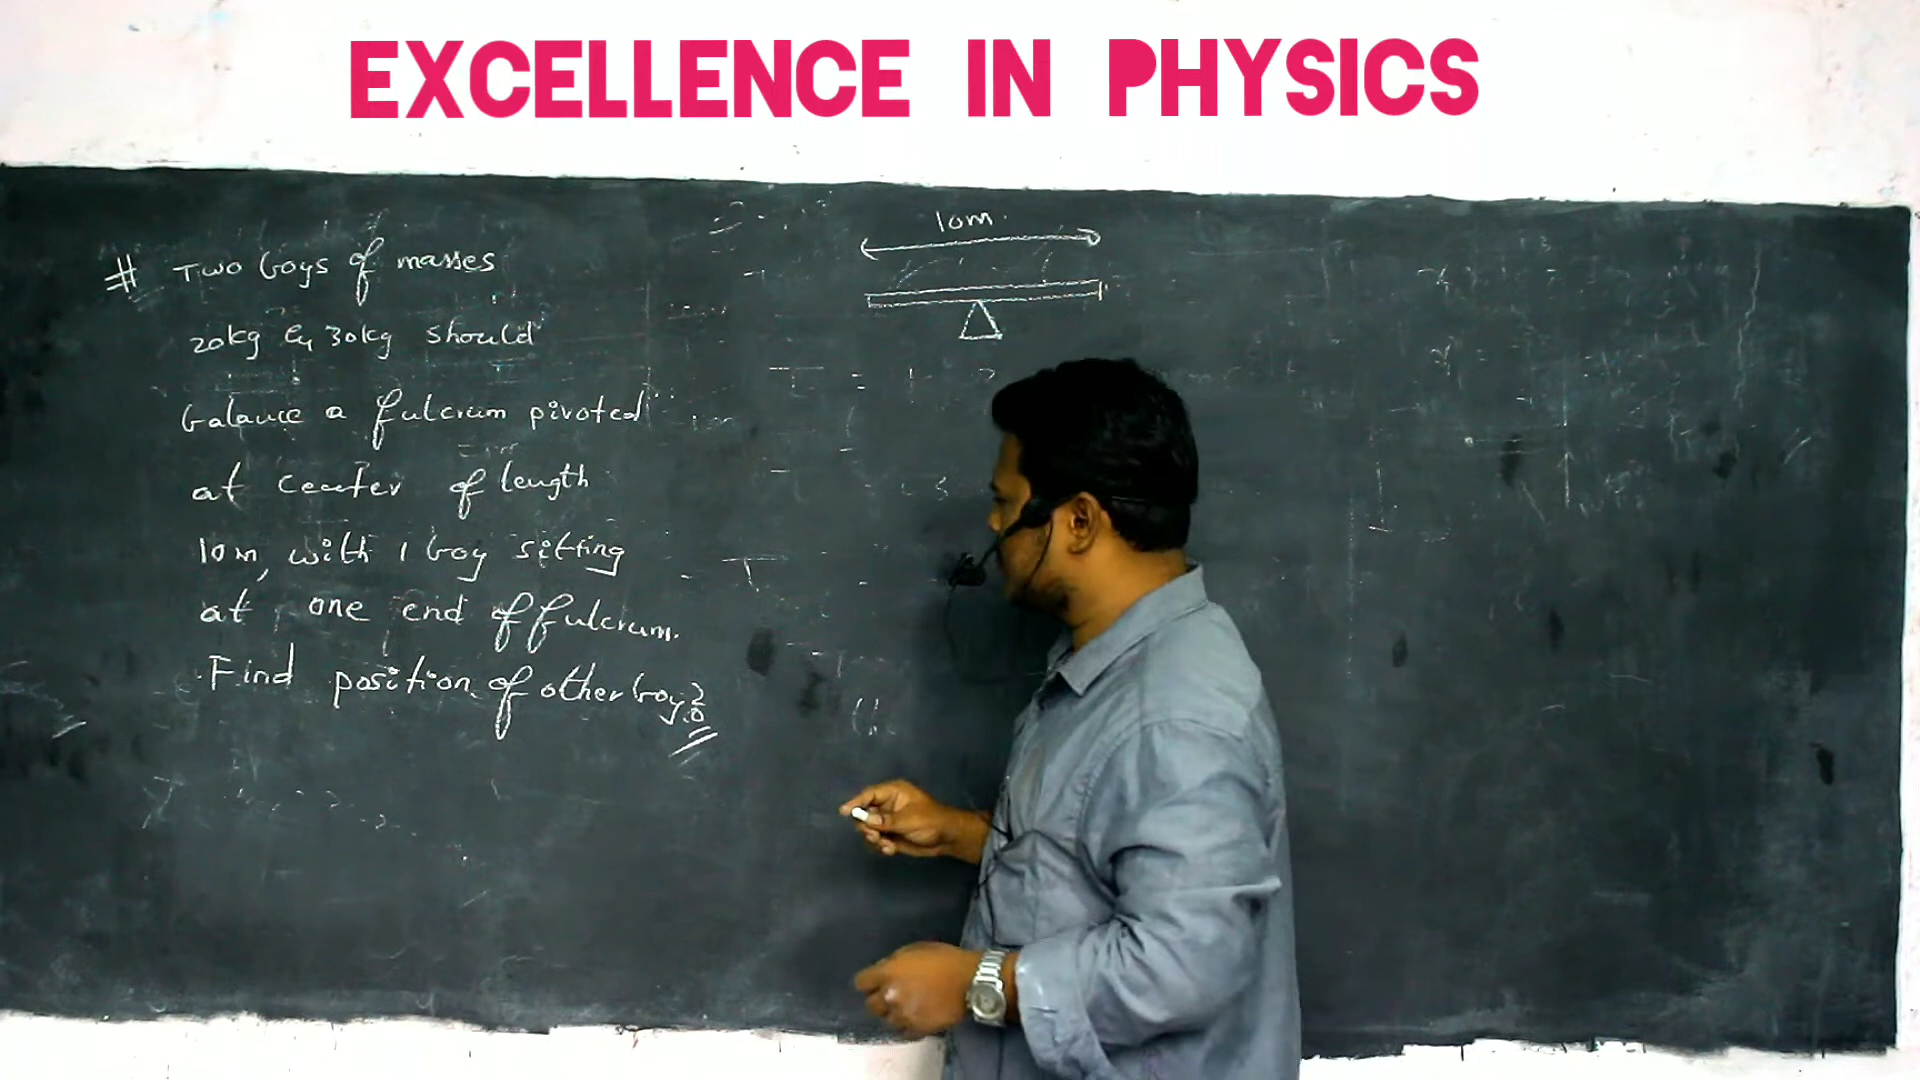 EXCELLENCE IN PHYSICS
# Two boys of masses
20kg & 30kg should
balance a fulcrum pivoted
at center of length
10m, with 1 boy sitting
at one end of fulcrum.
Find position of other boy?
10m.